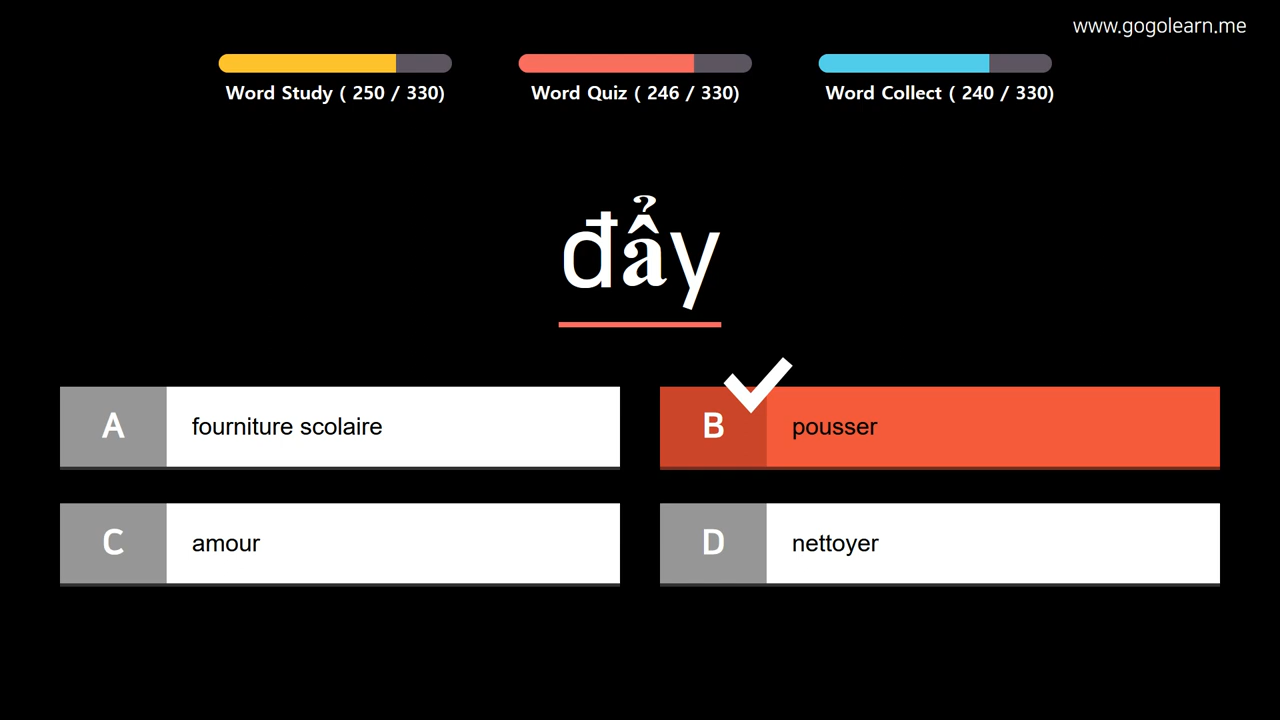 www.gogolearn.me
Word Study ( 250 / 330)
Word Quiz ( 246 / 330)
Word Collect ( 240 / 330)
đẩy
A fourniture scolaire
B pousser
C amour
D nettoyer